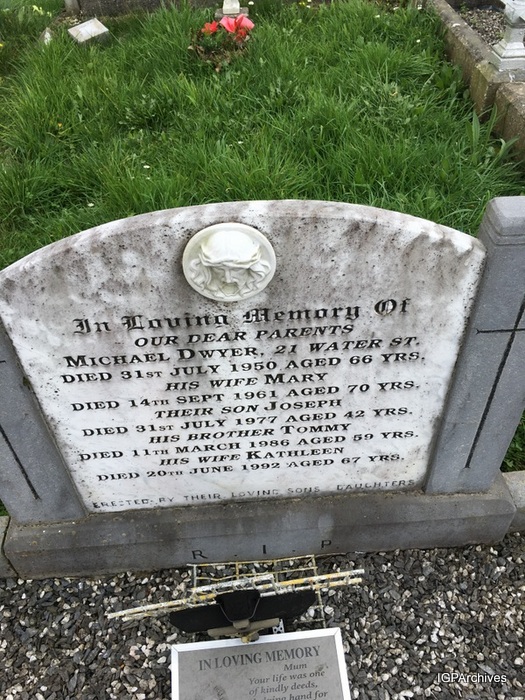 In Loving Memory Of
OUR DEAR PARENTS
MICHAEL DWYER, 21 WATER ST.
DIED 31ST JULY 1950 AGED 66 YRS.
HIS WIFE MARY
DIED 14TH SEPT 1961 AGED 70 YRS.
THEIR SON JOSEPH
DIED 31ST JULY 1977 AGED 42 YRS.
HIS BROTHER TOMMY
DIED 11TH MARCH 1986 AGED 59 YRS.
HIS WIFE KATHLEEN
DIED 20TH JUNE 1992 AGED 67 YRS.
ERECTED BY THEIR LOVING SONS DAUGHTERS
R. I. P
IN LOVING MEMORY
Mum
Your life was one
of kindly deeds,
hand for
IGPArchives